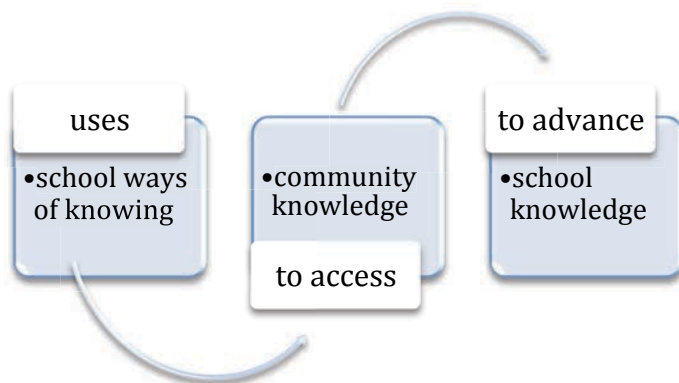 uses
•school ways
of knowing
•community
knowledge
to access
to advance
•school
knowledge